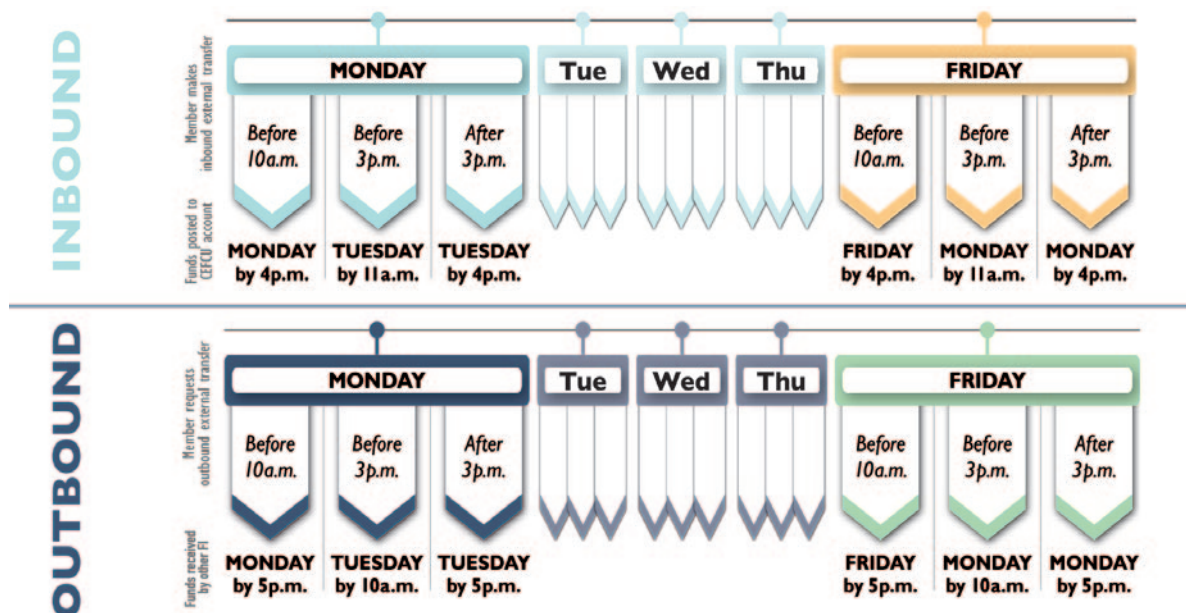 INBOUND
Member makes
inbound external transfer
MONDAY
Tue
Wed
Thu
FRIDAY
Before
10a.m.
Before
3p.m.
After
3p.m.
Before
10a.m.
Before
3p.m.
After
3p.m.
Funds posted to
CEFCU account
MONDAY
by 4p.m.
TUESDAY
by 11a.m.
TUESDAY
by 4p.m.
FRIDAY
by 4p.m.
MONDAY
by 11a.m.
MONDAY
by 4p.m.
OUTBOUND
Member requests
outbound external transfer
MONDAY
Tue
Wed
Thu
FRIDAY
Before
10a.m.
Before
3p.m.
After
3p.m.
Before
10a.m.
Before
3p.m.
After
3p.m.
Funds received
by other FI
MONDAY
by 5p.m.
TUESDAY
by 10a.m.
TUESDAY
by 5p.m.
FRIDAY
by 5p.m.
MONDAY
by 10a.m.
MONDAY
by 5p.m.